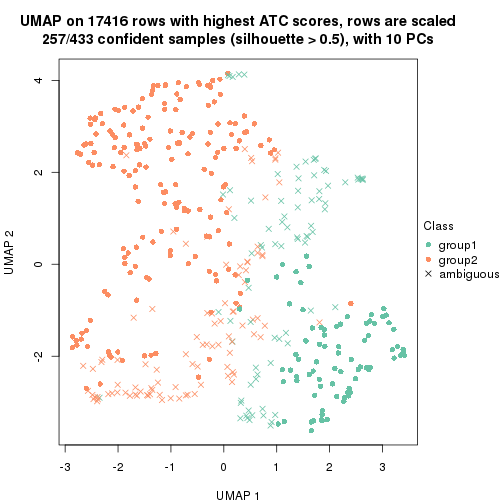 UMAP on 17416 rows with highest ATC scores, rows are scaled
257/433 confident samples (silhouette > 0.5), with 10 PCs
4
2
0
-2
UMAP 2
Class
group1
group2
ambiguous
-3 -2 -1 0 1 2 3
UMAP 1